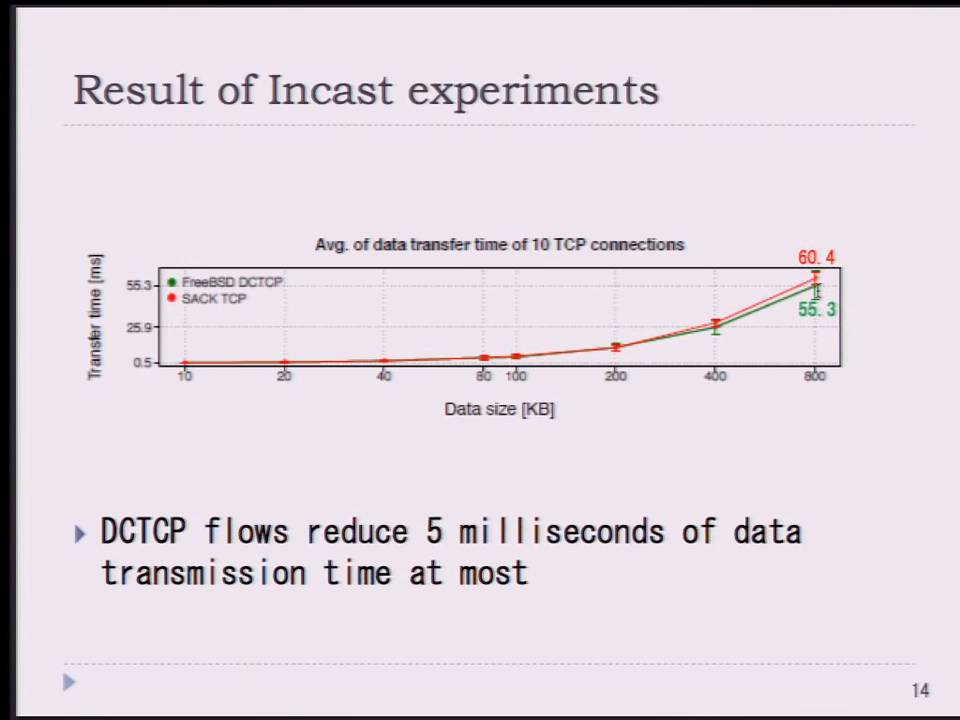 Result of Incast experiments
Avg. of data transfer time of 10 TCP connections
60.4
FreeBSD DCTCP
SACK TCP
55.3
55.3
25.9
0.5
Transfer time [ms]
10 20 40 80 100 200 400 800
Data size [KB]
DCTCP flows reduce 5 milliseconds of data
transmission time at most
14